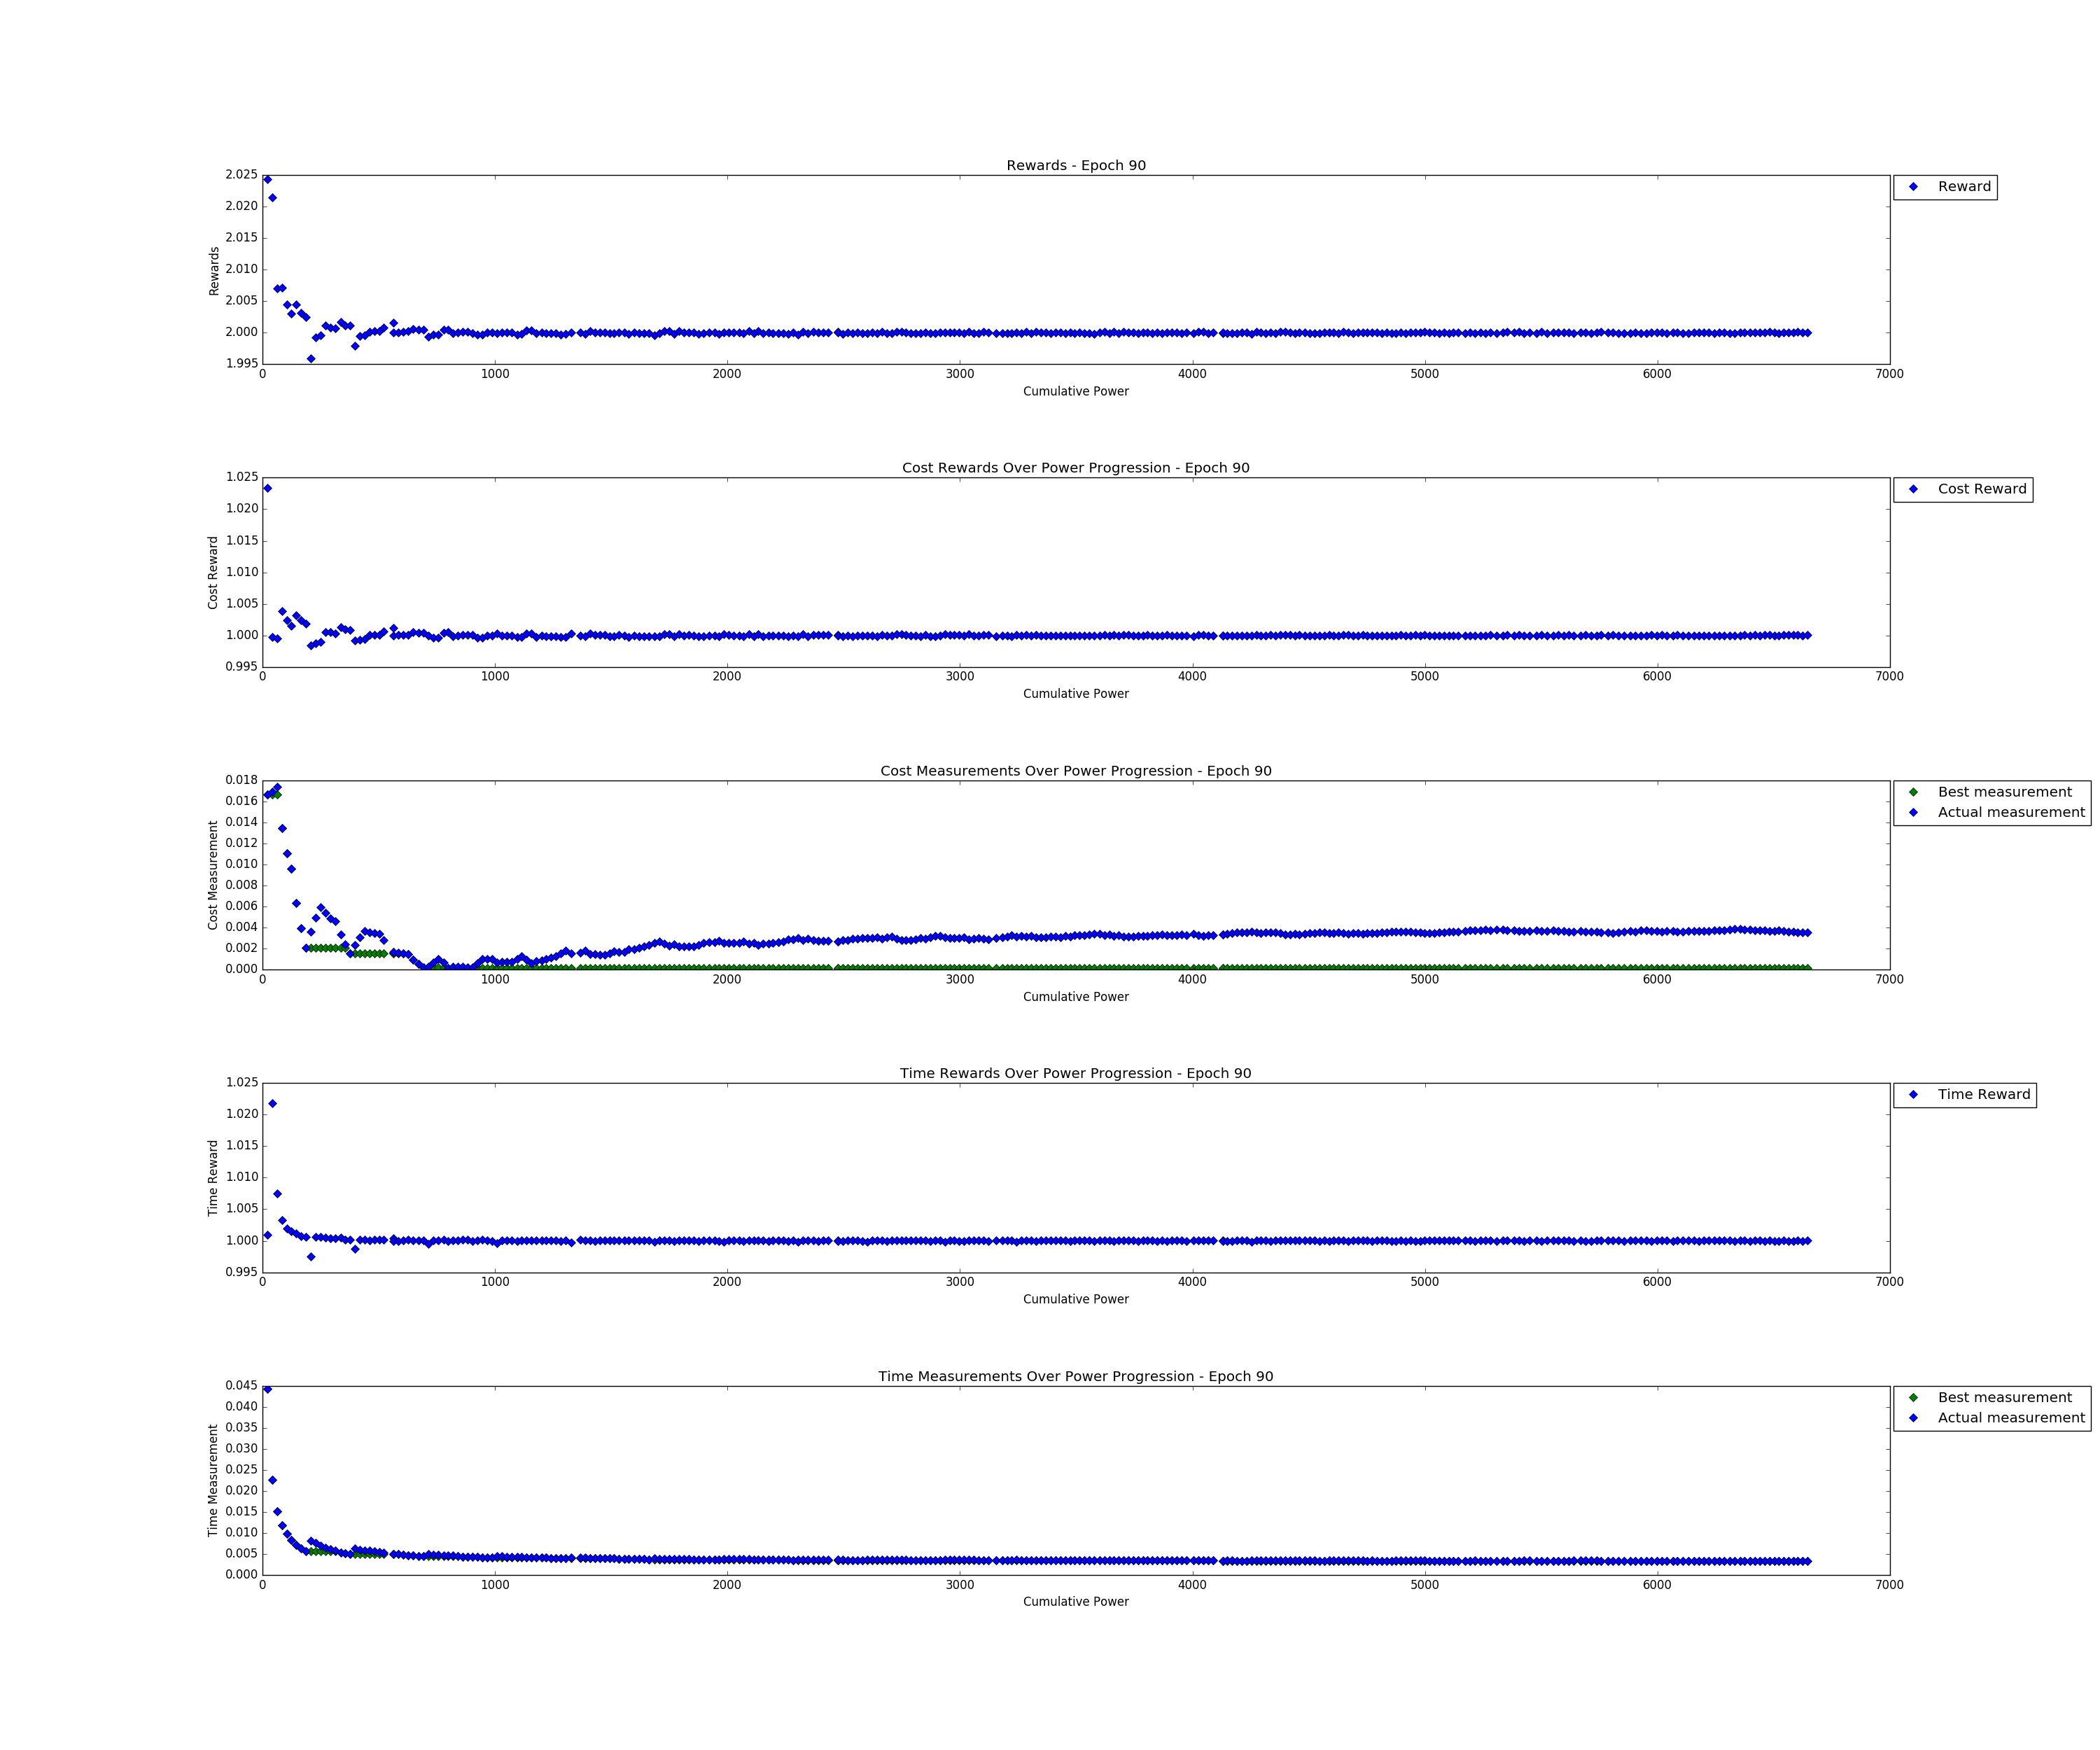 Rewards - Epoch 90
2.025
2.020
2.015
2.010
2.005
2.000
1.995
Rewards
0 1000 2000 3000 4000 5000 6000 7000
Cumulative Power
Reward
Cost Rewards Over Power Progression - Epoch 90
1.025
1.020
1.015
1.010
1.005
1.000
0.995
Cost Reward
0 1000 2000 3000 4000 5000 6000 7000
Cumulative Power
Cost Reward
Cost Measurements Over Power Progression - Epoch 90
0.018
0.016
0.014
0.012
0.010
0.008
0.006
0.004
0.002
0.000
Cost Measurement
0 1000 2000 3000 4000 5000 6000 7000
Cumulative Power
Best measurement
Actual measurement
Time Rewards Over Power Progression - Epoch 90
1.025
1.020
1.015
1.010
1.005
1.000
0.995
Time Reward
0 1000 2000 3000 4000 5000 6000 7000
Cumulative Power
Time Reward
Time Measurements Over Power Progression - Epoch 90
0.045
0.040
0.035
0.030
0.025
0.020
0.015
0.010
0.005
0.000
Time Measurement
0 1000 2000 3000 4000 5000 6000 7000
Cumulative Power
Best measurement
Actual measurement